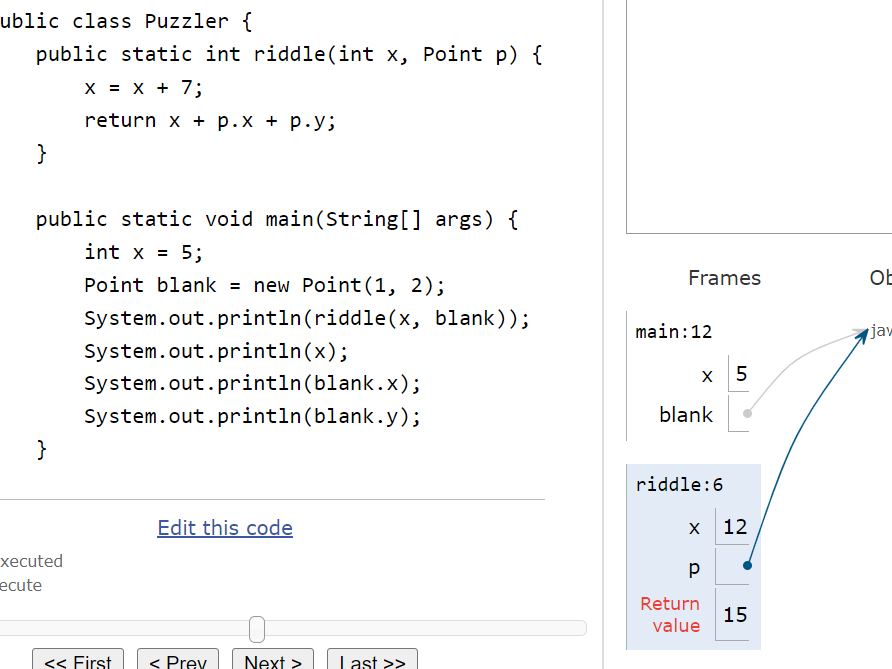 ublic class Puzzler {
public static int riddle(int x, Point p) {
x = x + 7;
return x + p.x + p.y;
}
public static void main(String[] args) {
int x = 5;
Point blank = new Point(1, 2);
System.out.println(riddle(x, blank));
System.out.println(x);
System.out.println(blank.x);
System.out.println(blank.y);
}
Edit this code
xecuted
ecute
<< First
< Prev
Next >
Last >>
Frames
Ob
main:12
x 5
blank
jav
riddle:6
x 12
p
Return
value 15